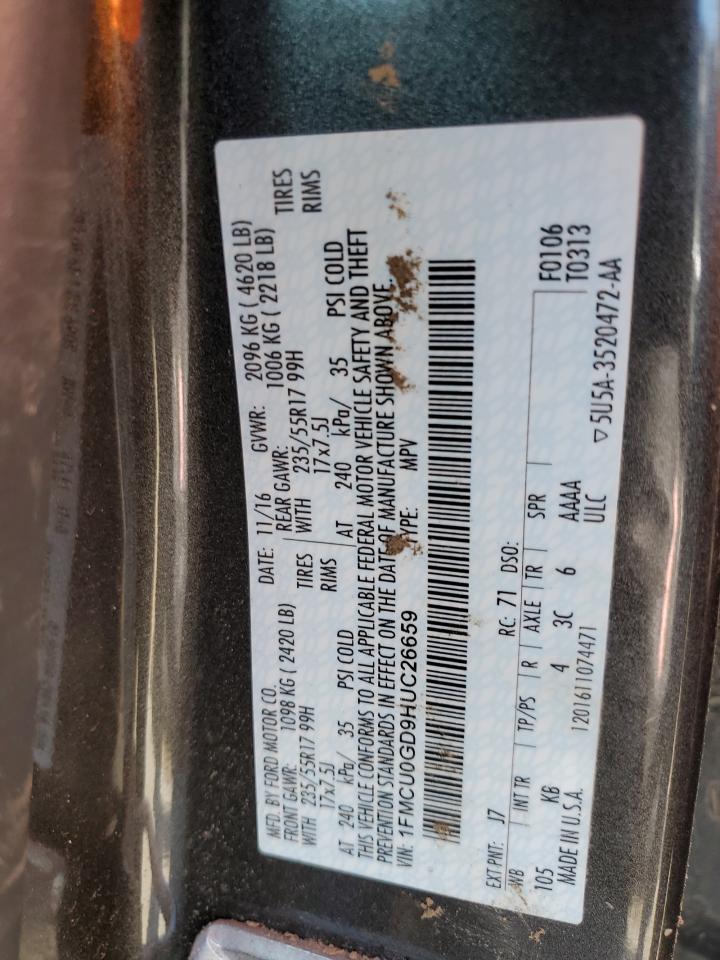 MFD. BY FORD MOTOR CO.
DATE: 11/16 GVWR: 2096 KG ( 4620 LB)
FRONT GAWR: 1098 KG ( 2420 LB)
REAR GAWR: 1006 KG ( 2218 LB)
WITH 235/55R17 99H TIRES
WITH 235/55R17 99H TIRES
17x7.5J RIMS
17x7.5J RIMS
AT 240 kPa/ 35 PSI COLD
AT 240 kPa/ 35 PSI COLD
THIS VEHICLE CONFORMS TO ALL APPLICABLE FEDERAL MOTOR VEHICLE SAFETY AND THEFT
PREVENTION STANDARDS IN EFFECT ON THE DATE OF MANUFACTURE SHOWN ABOVE.
VIN: 1FMCU0GD9HUC26659
TYPE: MPV
EXT PNT: J7 RC: 71 DSO: F0106
T0313
WB INT TR TP/PS R AXLE TR SPR
105 KB 4 3C 6 AAAA
MADE IN U.S.A. 1201611074471 ULC
▽5U5A-3520472-AA